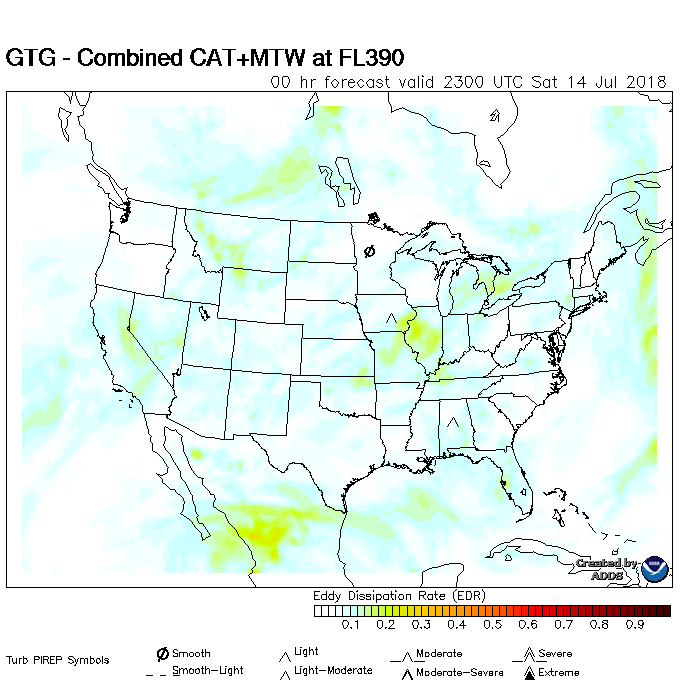 GTG - Combined CAT+MTW at FL390
00 hr forecast valid 2300 UTC Sat 14 Jul 2018
Created by
ADDS
Eddy Dissipation Rate (EDR)
0.1 0.2 0.3 0.4 0.5 0.6 0.7 0.8 0.9
Turb PIREP Symbols
Smooth Light Moderate Severe
Smooth-Light Light-Moderate Moderate-Severe Extreme